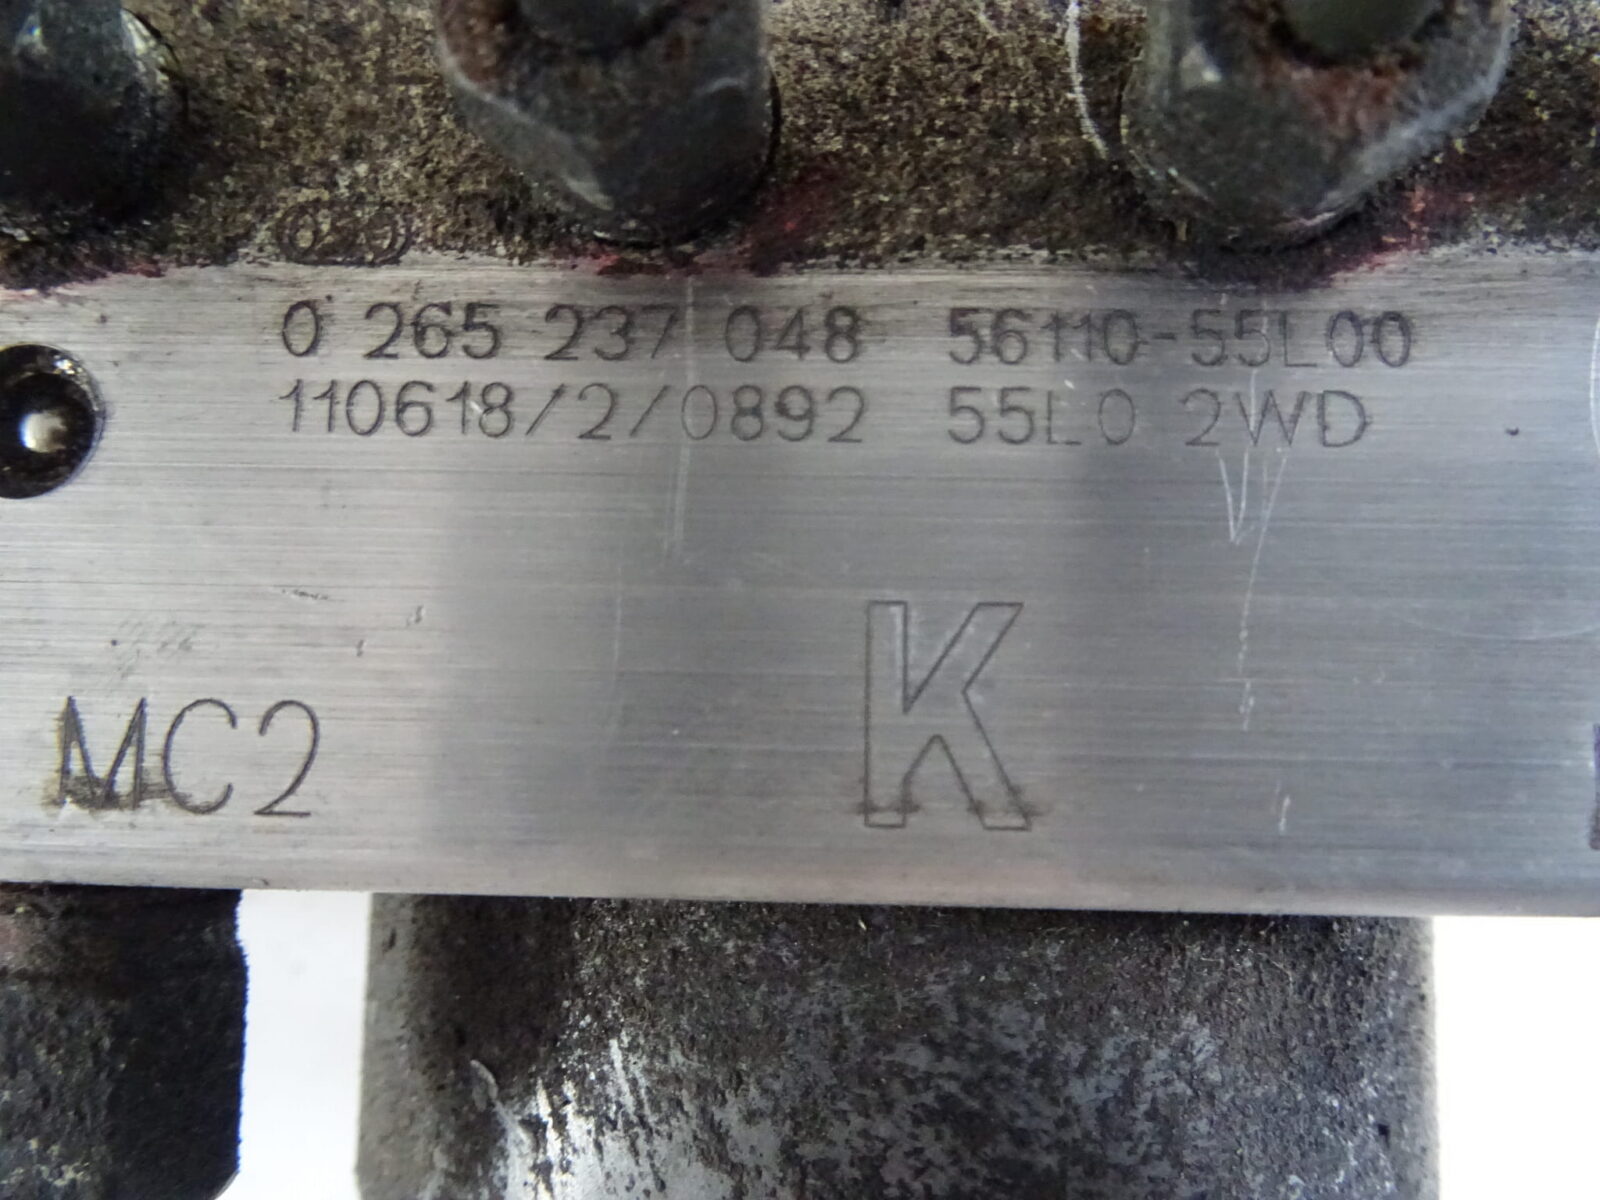 0 265 237 048 56110-55L00
110618/2/0892 55L0 2WD
K
MC2